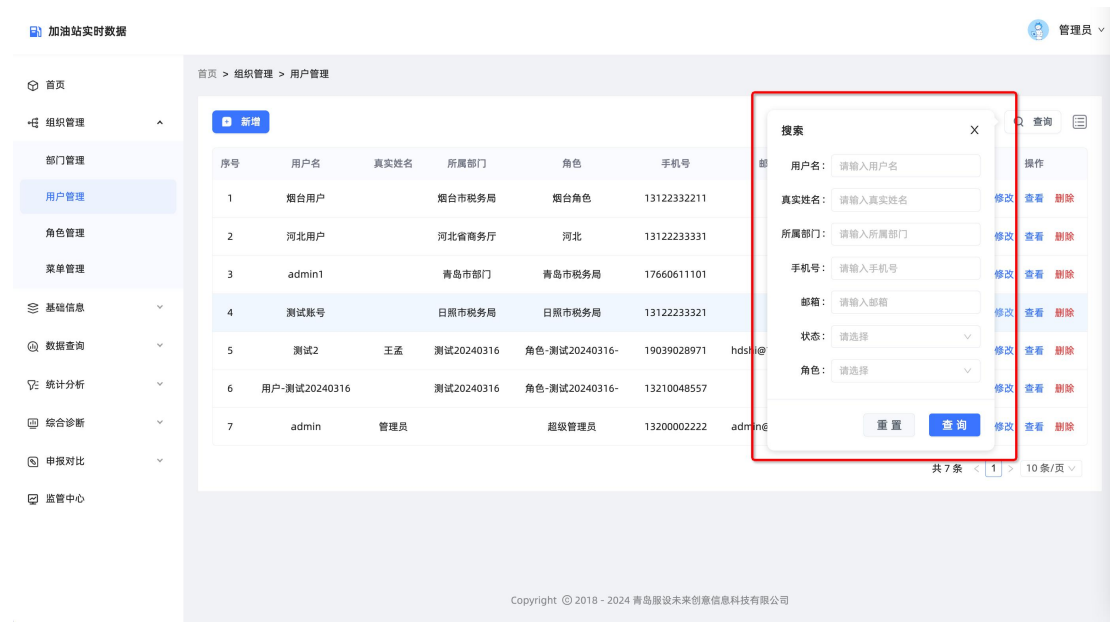 加油站实时数据
管理员
首页
组织管理
部门管理
用户管理
角色管理
菜单管理
基础信息
数据查询
统计分析
综合诊断
申报对比
监管中心
首页 > 组织管理 > 用户管理
新增
查询
序号 用户名 真实姓名 所属部门 角色 手机号 邮 操作
1 烟台用户 烟台市税务局 烟台角色 13122332211 修改 查看 删除
2 河北用户 河北省商务厅 河北 13122233331 修改 查看 删除
3 admin1 青岛市部门 青岛市税务局 17660611101 修改 查看 删除
4 测试账号 日照市税务局 日照市税务局 13122233321 修改 查看 删除
5 测试2 王孟 测试20240316 角色-测试20240316- 19039028971 hdshi@ 修改 查看 删除
6 用户-测试20240316 测试20240316 角色-测试20240316- 13210048557 修改 查看 删除
7 admin 管理员 超级管理员 13200002222 admin@ 修改 查看 删除
搜索 X
用户名: 请输入用户名
真实姓名: 请输入真实姓名
所属部门: 请输入所属部门
手机号: 请输入手机号
邮箱: 请输入邮箱
状态: 请选择
角色: 请选择
重置 查询
共 7 条 < 1 > 10 条/页
Copyright © 2018 - 2024 青岛服设未来创意信息科技有限公司